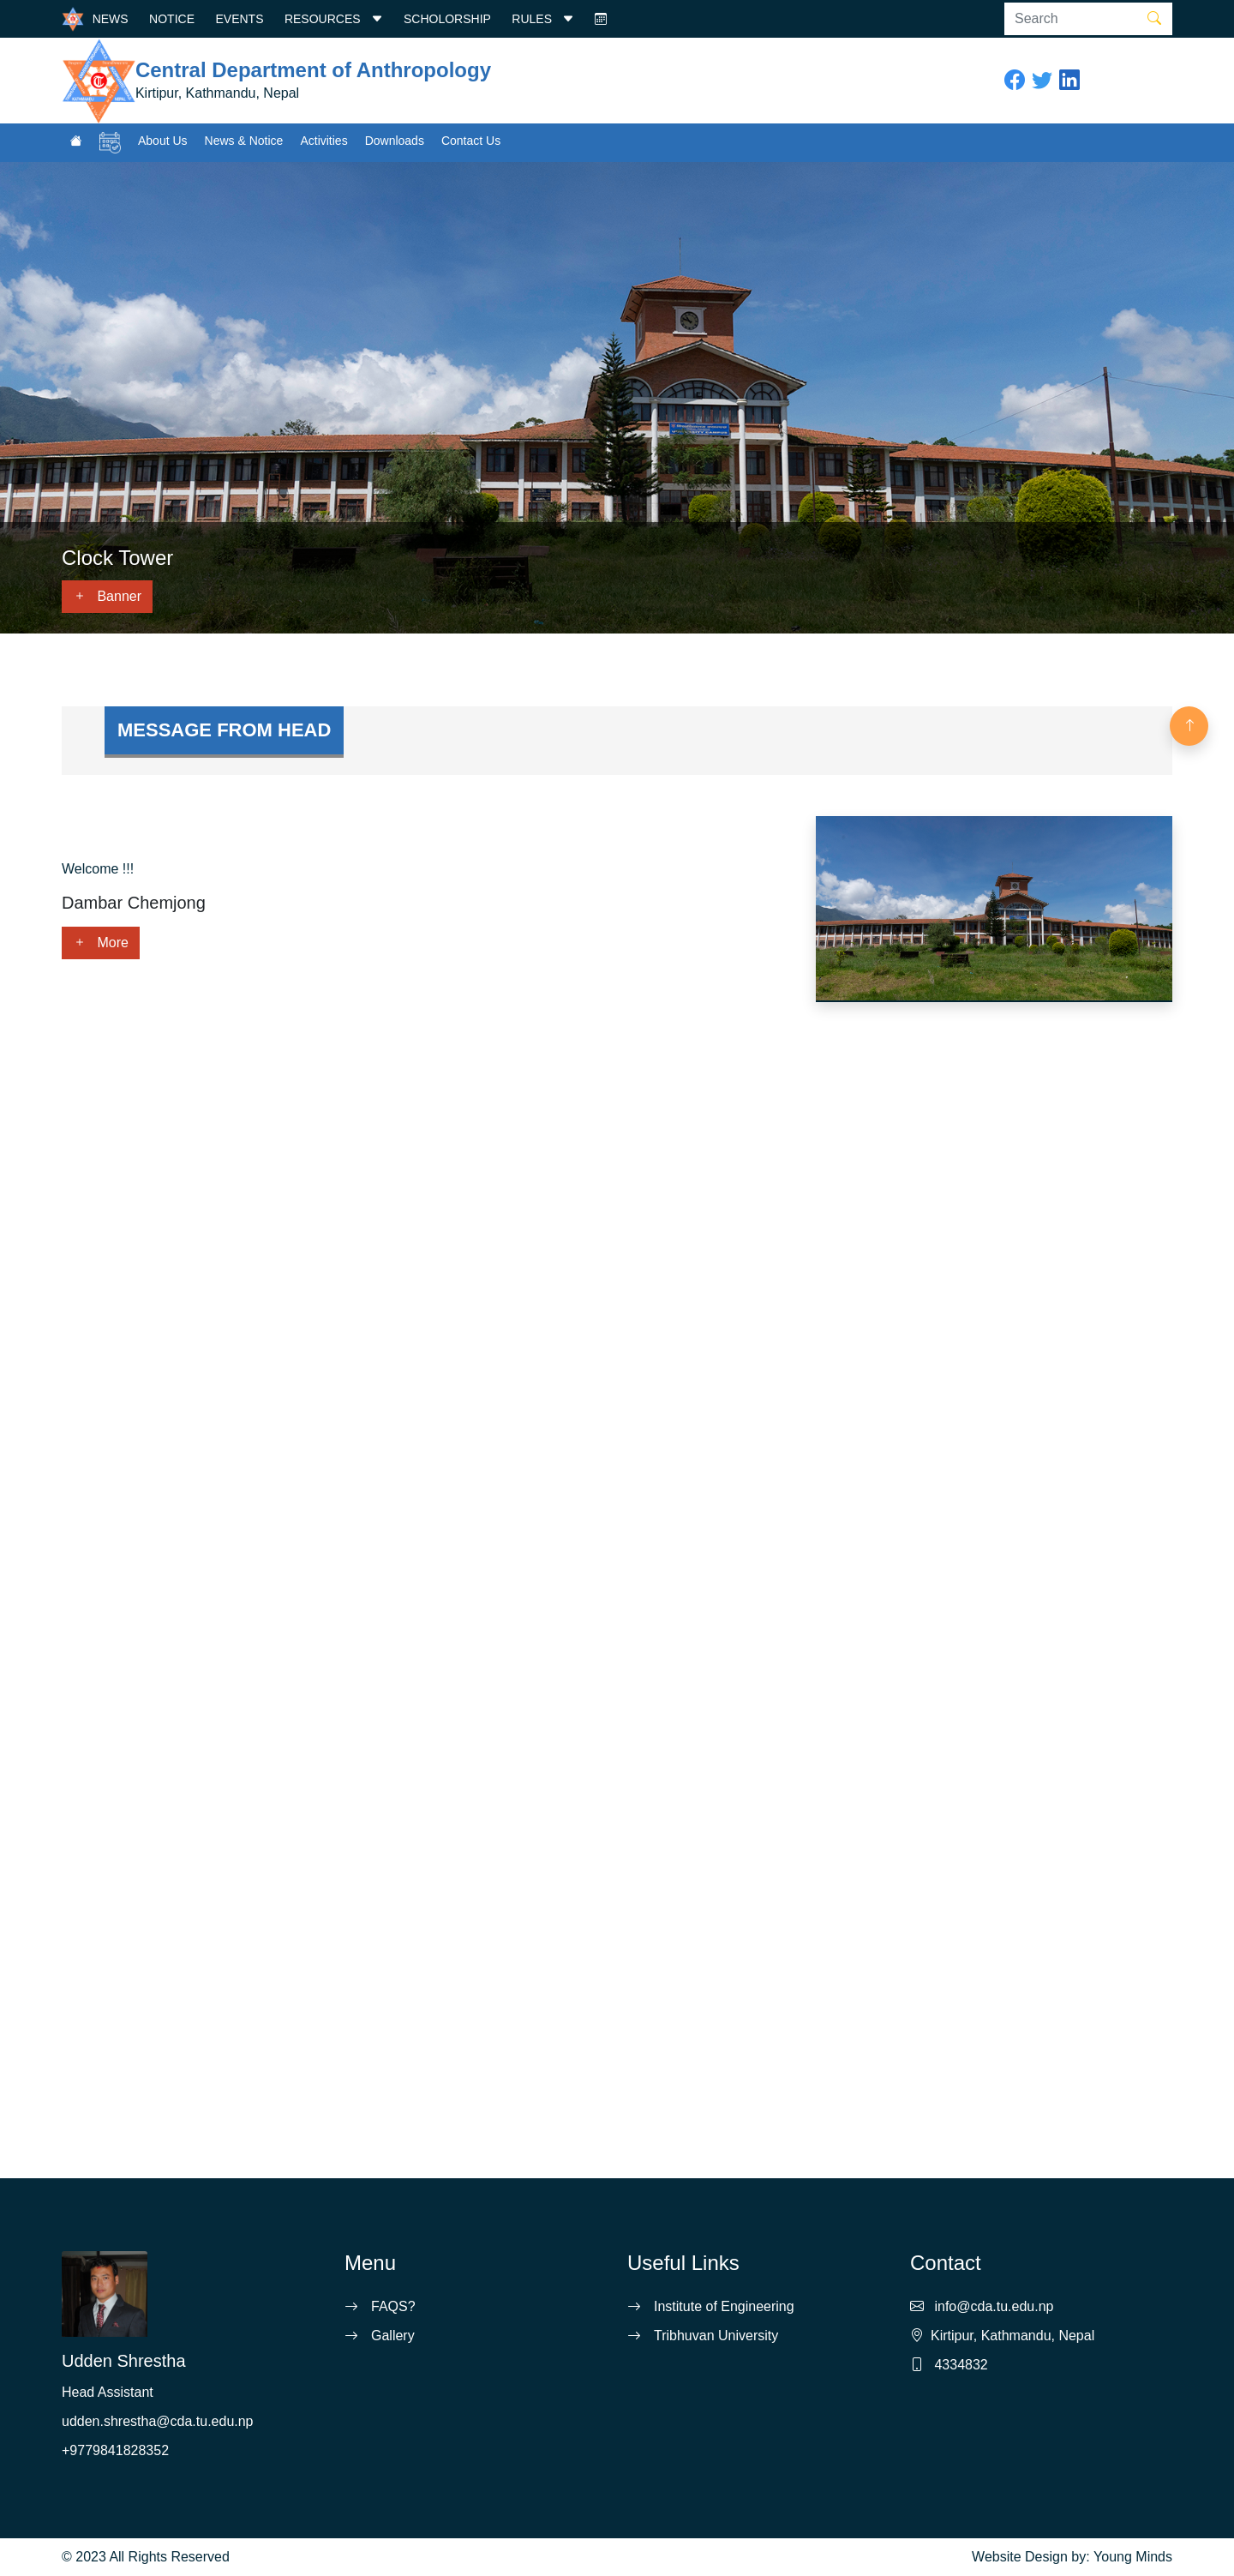 NEWS NOTICE EVENTS RESOURCES SCHOLORSHIP RULES Search
Central Department of Anthropology
Kirtipur, Kathmandu, Nepal
About Us News & Notice Activities Downloads Contact Us
Clock Tower
+ Banner
MESSAGE FROM HEAD
Welcome !!!
Dambar Chemjong
+ More
Udden Shrestha
Head Assistant
udden.shrestha@cda.tu.edu.np
+9779841828352
Menu
FAQS?
Gallery
Useful Links
Institute of Engineering
Tribhuvan University
Contact
info@cda.tu.edu.np
Kirtipur, Kathmandu, Nepal
4334832
© 2023 All Rights Reserved
Website Design by: Young Minds